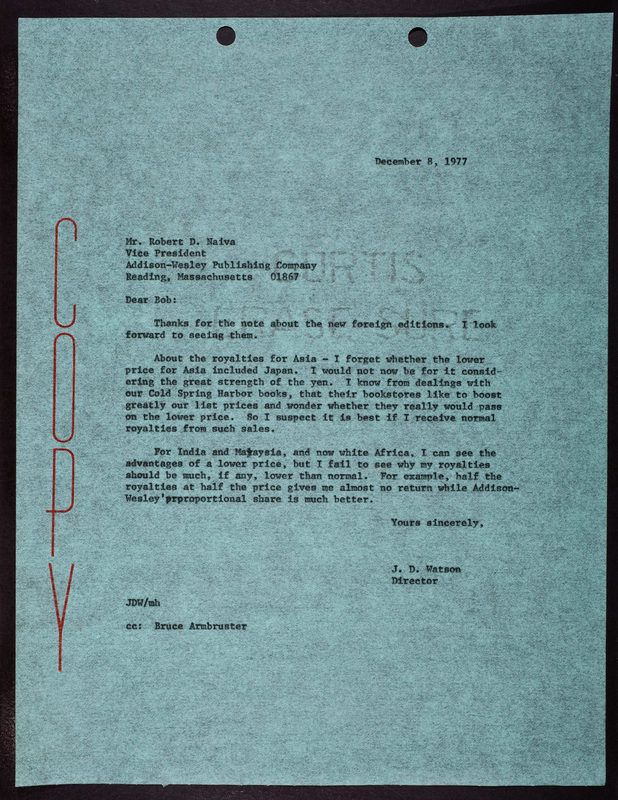 December 8, 1977
COPY
Mr. Robert D. Naiva
Vice President
Addison-Wesley Publishing Company
Reading, Massachusetts 01867
Dear Bob:
Thanks for the note about the new foreign editions. I look
forward to seeing them.
About the royalties for Asia - I forget whether the lower
price for Asia included Japan. I would not now be for it consid-
ering the great strength of the yen. I know from dealings with
our Cold Spring Harbor books, that their bookstores like to boost
greatly our list prices and wonder whether they really would pass
on the lower price. So I suspect it is best if I receive normal
royalties from such sales.
For India and Malaysia, and now white Africa, I can see the
advantages of a lower price, but I fail to see why my royalties
should be much, if any, lower than normal. For example, half the
royalties at half the price gives me almost no return while Addison-
Wesley's proportional share is much better.
Yours sincerely,
J. D. Watson
Director
JDW/mh
cc: Bruce Armbruster